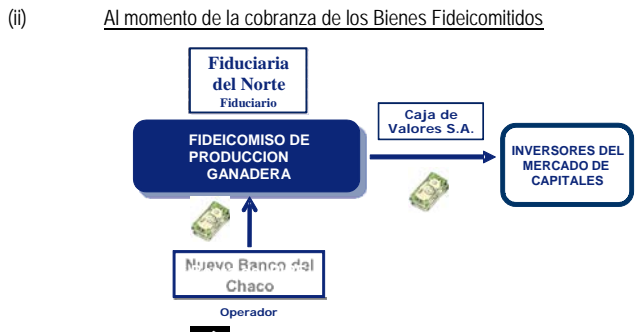 (ii) Al momento de la cobranza de los Bienes Fideicomitidos
Fiduciaria
del Norte
Fiduciario
FIDEICOMISO DE
PRODUCCION
GANADERA
Caja de
Valores S.A.
INVERSORES DEL
MERCADO DE
CAPITALES
Nuevo Banco del
Chaco
Operador